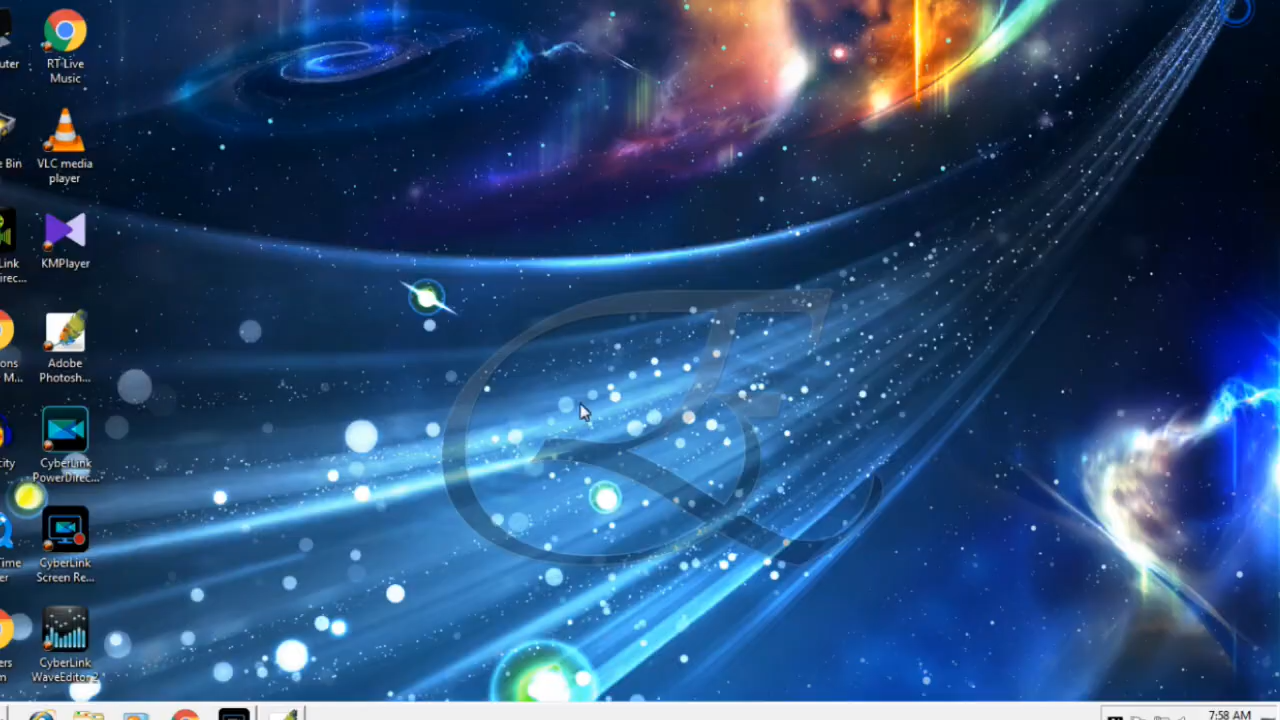 uter
RT Live
Music
e Bin
VLC media
player
Link
irec...
KMPlayer
ons
M...
Adobe
Photosh...
city
CyberLink
PowerDirec...
Time
er
CyberLink
Screen Re...
ers
m
CyberLink
WaveEditor 2
7:58 AM